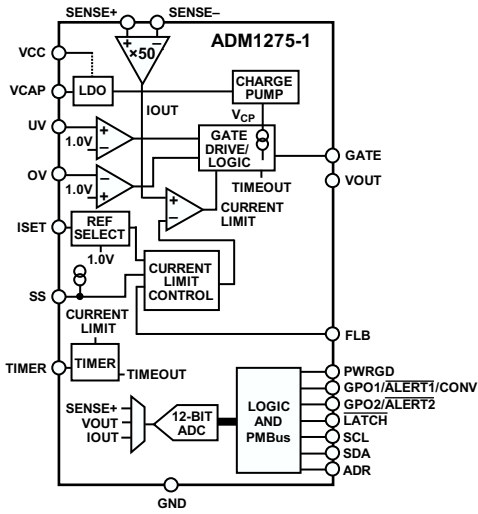 SENSE+ SENSE–
ADM1275-1
+ –
×50
VCC
VCAP
LDO
CHARGE
PUMP
IOUT
VCP
UV
+
1.0V
–
GATE
DRIVE/
LOGIC
GATE
OV
–
1.0V
+
TIMEOUT
VOUT
CURRENT
LIMIT
+
–
ISET
REF
SELECT
1.0V
CURRENT
LIMIT
CONTROL
SS
CURRENT
LIMIT
FLB
TIMER
TIMER
TIMEOUT
PWRGD
GPO1/ALERT1/CONV
GPO2/ALERT2
LATCH
SCL
SDA
ADR
SENSE+
VOUT
IOUT
12-BIT
ADC
LOGIC
AND
PMBus
GND